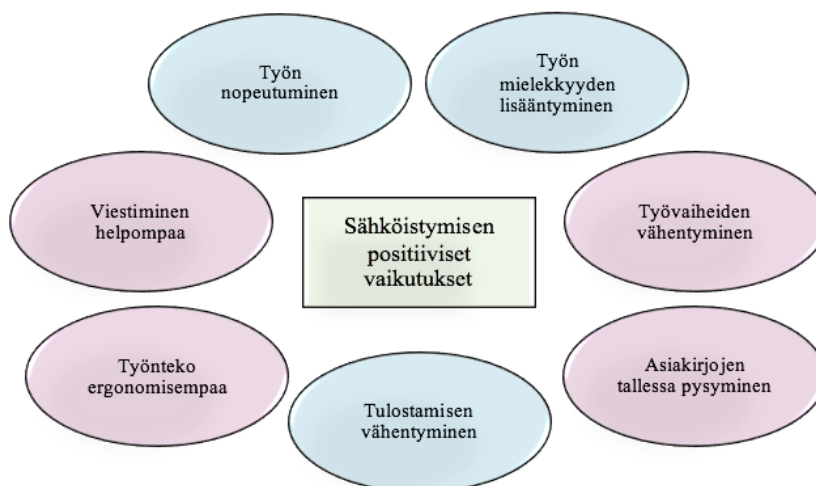 Työn
nopeutuminen
Työn
mielekkyyden
lisääntyminen
Viestiminen
helpompaa
Sähköistymisen
positiiviset
vaikutukset
Työvaiheiden
vähentyminen
Työnteko
ergonomisempaa
Tulostamisen
vähentyminen
Asiakirjojen
tallessa pysyminen